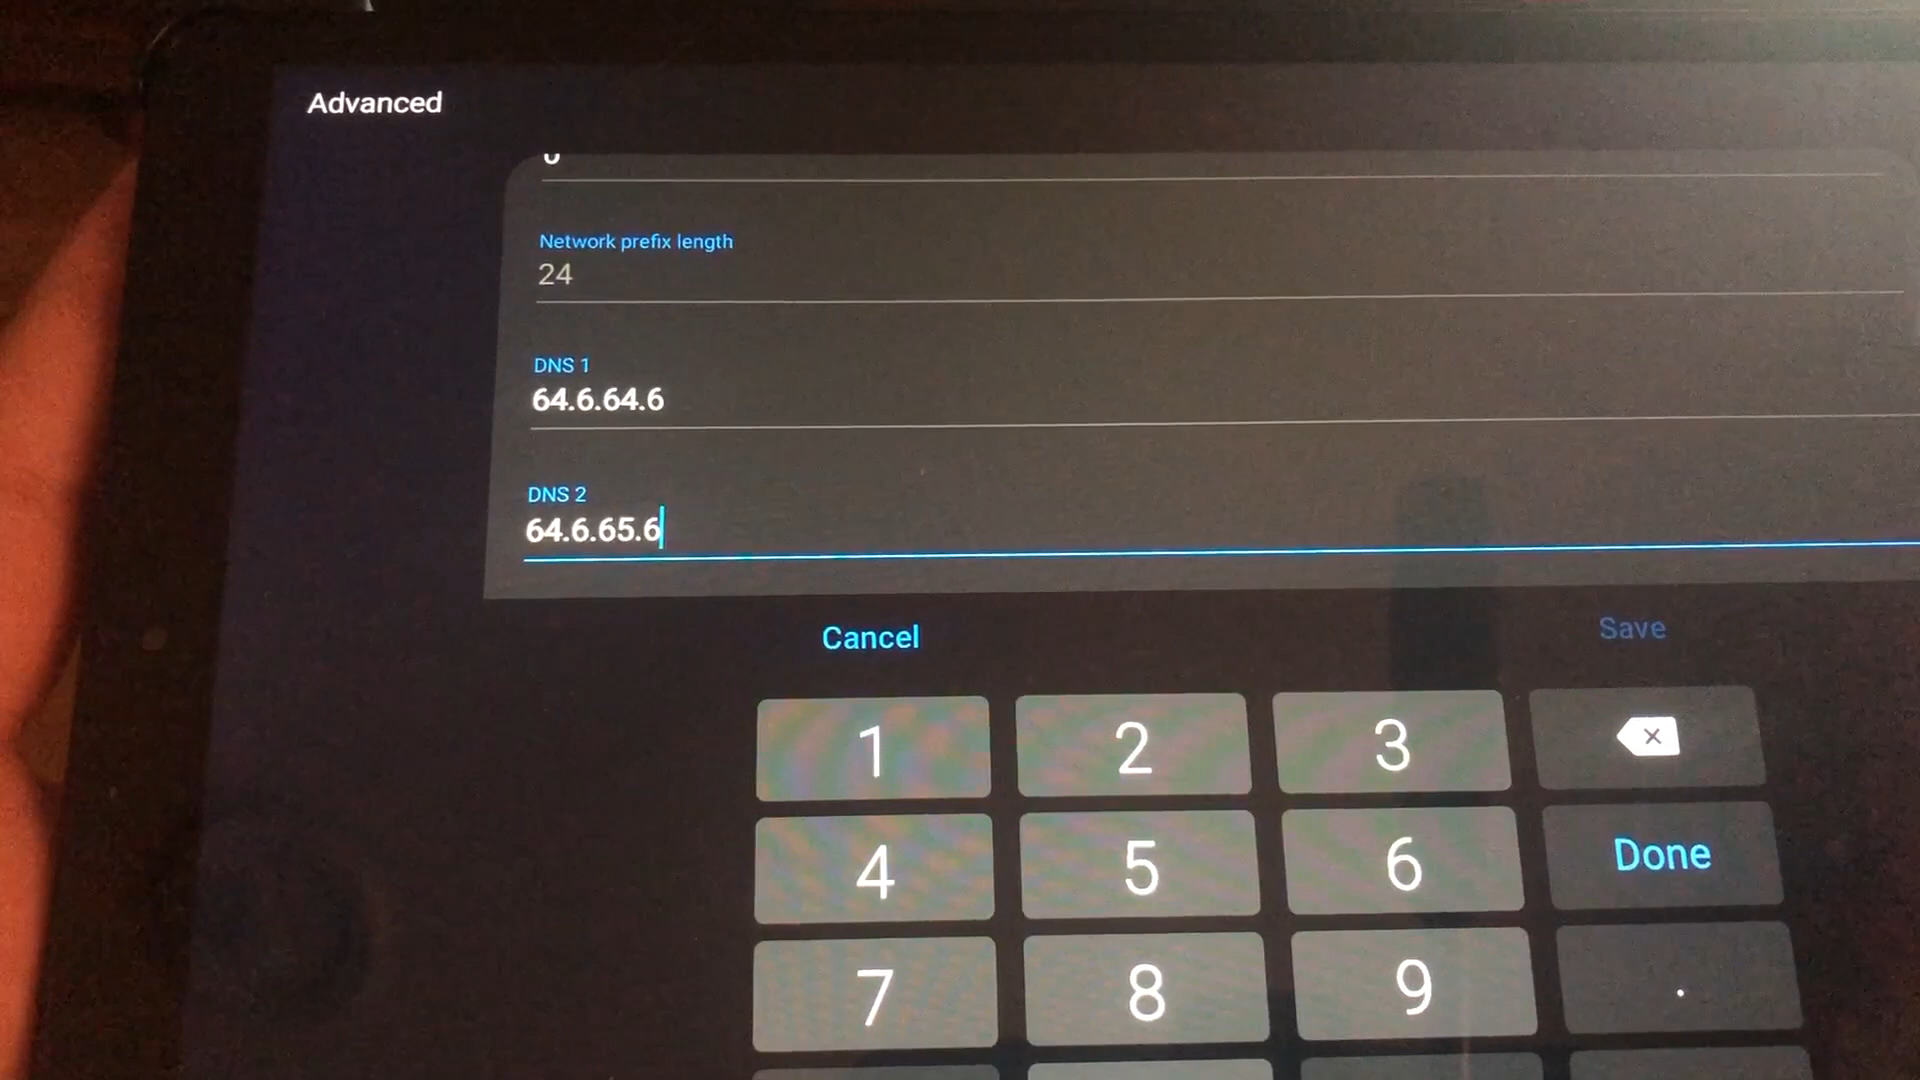 Advanced
Network prefix length
24
DNS 1
64.6.64.6
DNS 2
64.6.65.6
Cancel
Save
1 2 3
4 5 6 Done
7 8 9 .